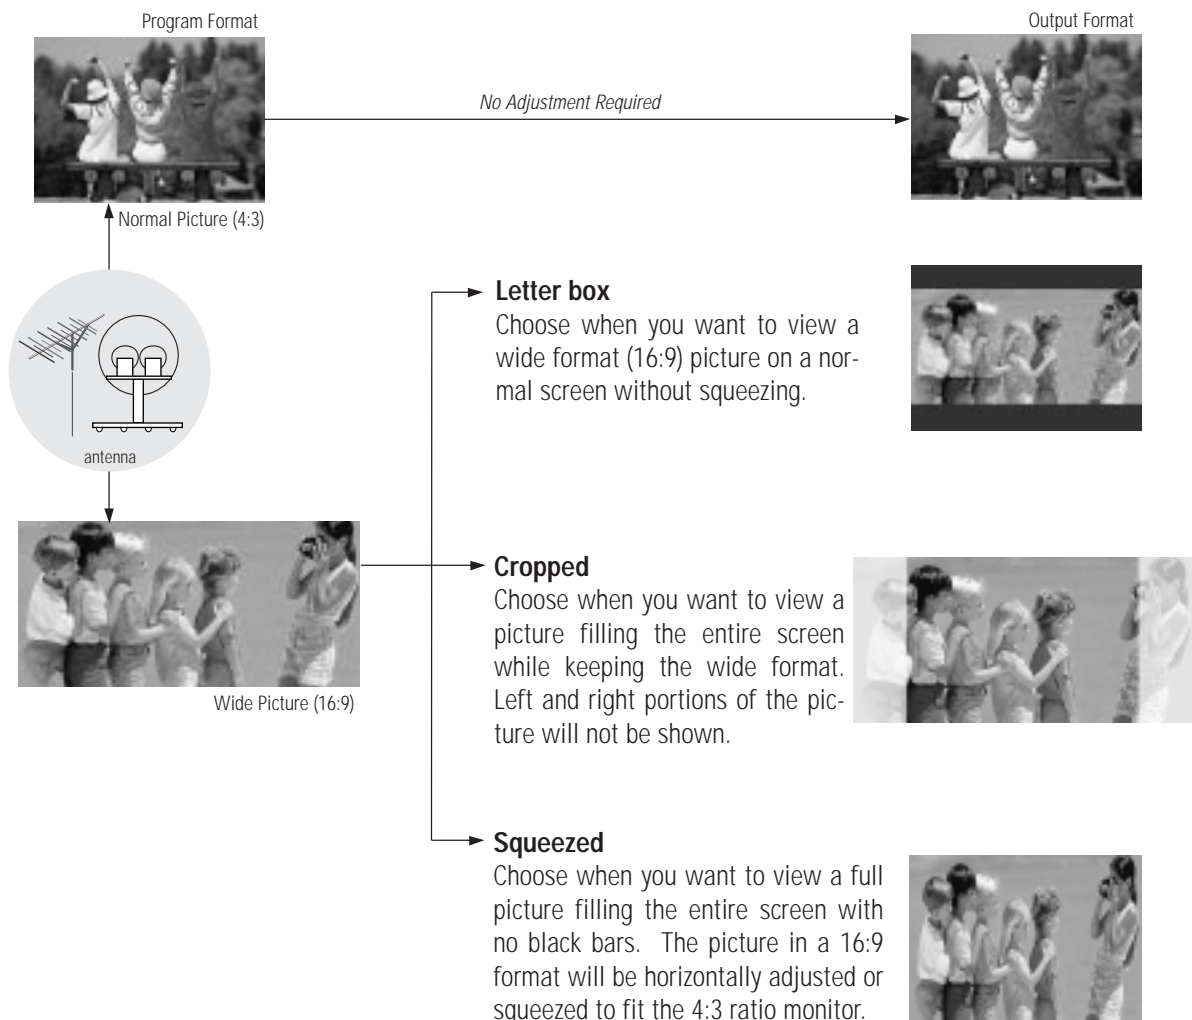 Program Format
Output Format
No Adjustment Required
Normal Picture (4:3)
Letter box
Choose when you want to view a
wide format (16:9) picture on a nor-
mal screen without squeezing.
antenna
Cropped
Choose when you want to view a
picture filling the entire screen
while keeping the wide format.
Left and right portions of the pic-
ture will not be shown.
Wide Picture (16:9)
Squeezed
Choose when you want to view a full
picture filling the entire screen with
no black bars. The picture in a 16:9
format will be horizontally adjusted or
squeezed to fit the 4:3 ratio monitor.